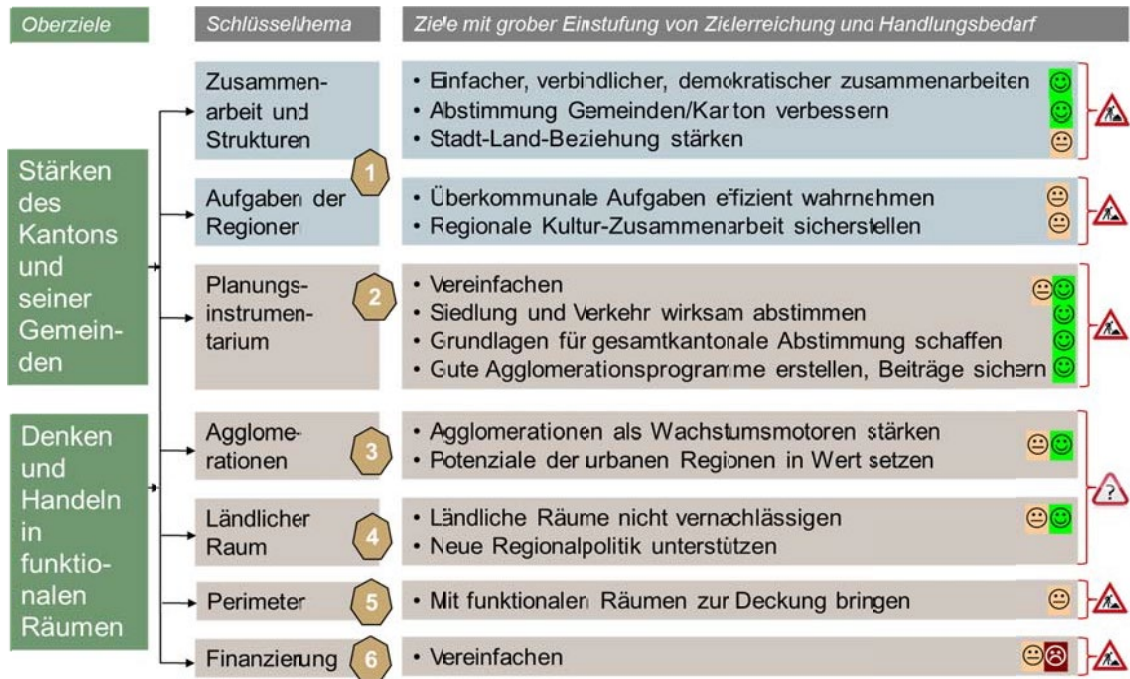 Oberziele
Schlüsselthema
Ziele mit grober Einstufung von Zielerreichung und Handlungsbedarf
Stärken
des
Kantons
und
seiner
Gemein-
den
Denken
und
Handeln
in
funktio-
nalen
Räumen
Zusammen-
arbeit und
Strukturen
• Einfacher, verbindlicher, demokratischer zusammenarbeiten
• Abstimmung Gemeinden/Kanton verbessern
• Stadt-Land-Beziehung stärken
1
Aufgaben der
Regionen
• Überkommunale Aufgaben effizient wahrnehmen
• Regionale Kultur-Zusammenarbeit sicherstellen
Planungs-
instrumen-
tarium
2
• Vereinfachen
• Siedlung und Verkehr wirksam abstimmen
• Grundlagen für gesamtkantonale Abstimmung schaffen
• Gute Agglomerationsprogramme erstellen, Beiträge sichern
Agglome-
rationen
3
• Agglomerationen als Wachstumsmotoren stärken
• Potenziale der urbanen Regionen in Wert setzen
?
Ländlicher
Raum
4
• Ländliche Räume nicht vernachlässigen
• Neue Regionalpolitik unterstützen
Perimeter
5
• Mit funktionalen Räumen zur Deckung bringen
Finanzierung
6
• Vereinfachen